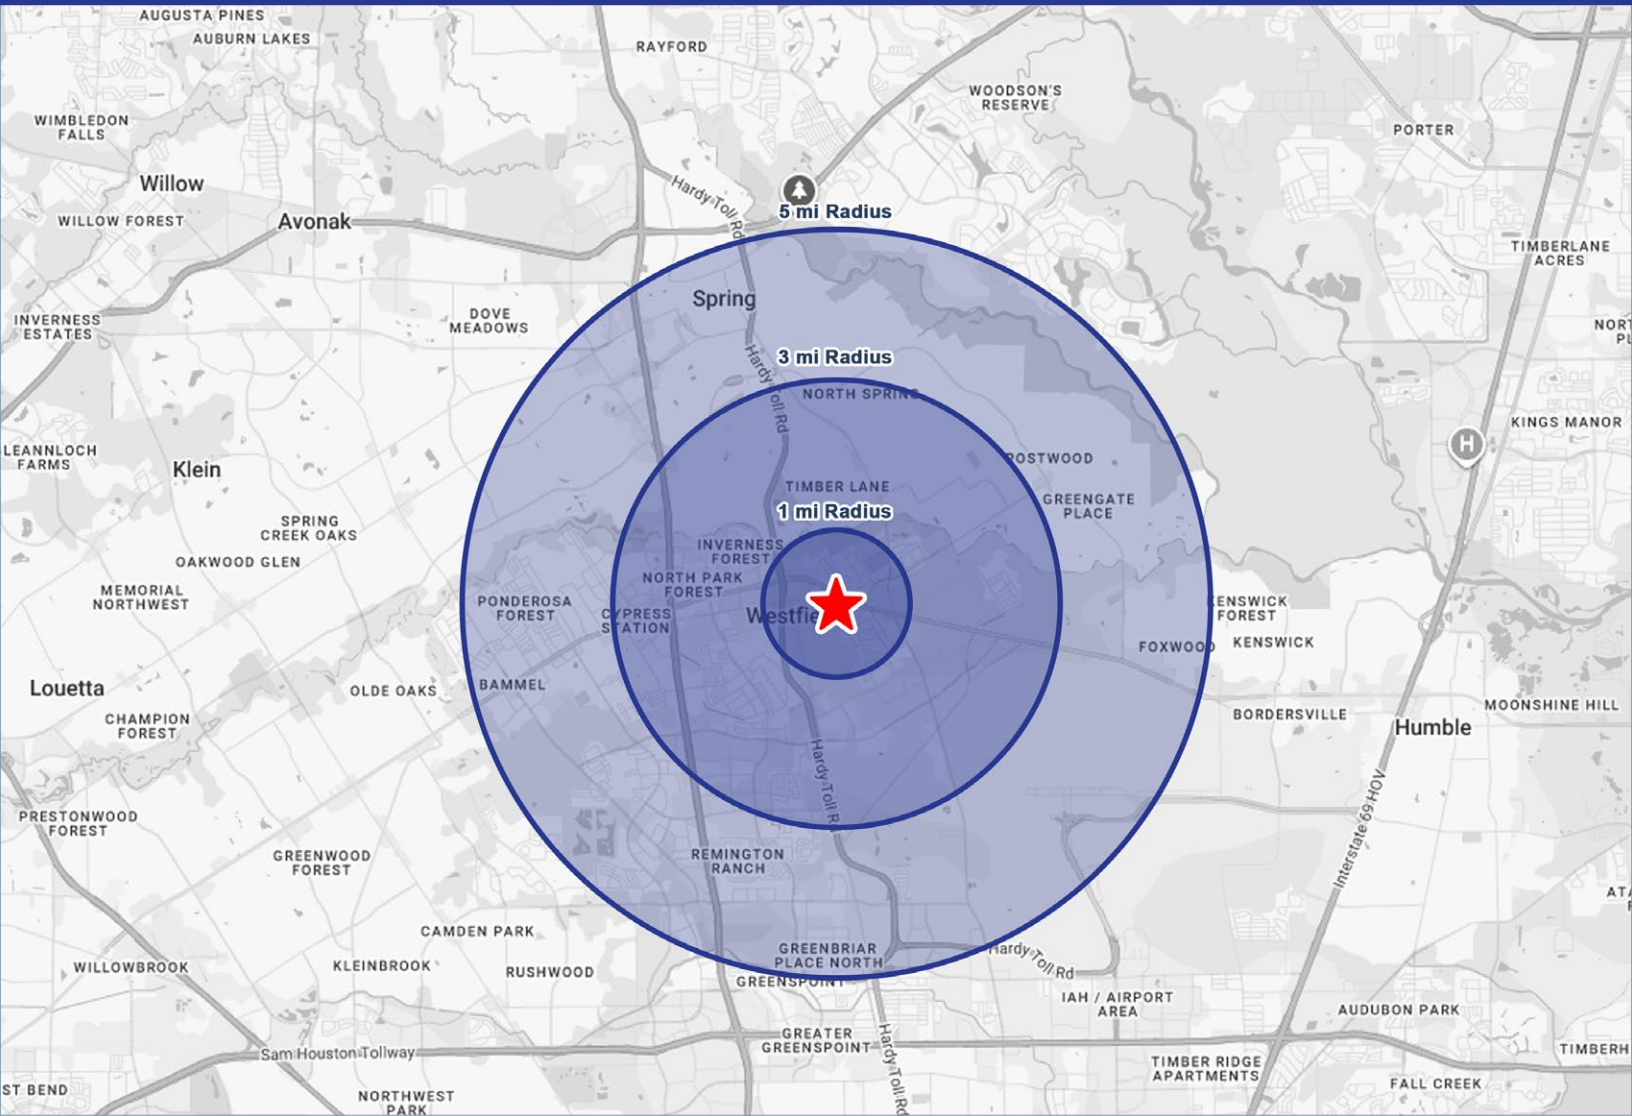 AUGUSTA PINES
AUBURN LAKES
RAYFORD
WOODSON'S
RESERVE
WIMBLEDON
FALLS
PORTER
Willow
Hardy Toll Rd
WILLOW FOREST
Avonak
5 mi Radius
TIMBERLANE
ACRES
Spring
DOVE
MEADOWS
INVERNESS
ESTATES
NORT
PL
3 mi Radius
Hardy Toll Rd
NORTH SPRING
KINGS MANOR
H
LEANNLOCH
FARMS
Klein
POSTWOOD
TIMBER LANE
GREENGATE
PLACE
1 mi Radius
SPRING
CREEK OAKS
INVERNESS
FOREST
OAKWOOD GLEN
NORTH PARK
FOREST
MEMORIAL
NORTHWEST
PONDEROSA
FOREST
CYPRESS
STATION
Westfie
KENSWICK
FOREST
FOXWOOD
KENSWICK
Louetta
OLDE OAKS
BAMMEL
MOONSHINE HILL
CHAMPION
FOREST
BORDERSVILLE
Humble
Hardy Toll Rd
Interstate 69 HOV
PRESTONWOOD
FOREST
GREENWOOD
FOREST
REMINGTON
RANCH
ATA
CAMDEN PARK
GREENBRIAR
PLACE NORTH
Hardy Toll Rd
WILLOWBROOK
KLEINBROOK
RUSHWOOD
GREENSPOINT
IAH / AIRPORT
AREA
AUDUBON PARK
GREATER
GREENSPOINT
Sam Houston Tollway
Hardy Toll Rd
TIMBERH
TIMBER RIDGE
APARTMENTS
ST BEND
NORTHWEST
PARK
FALL CREEK